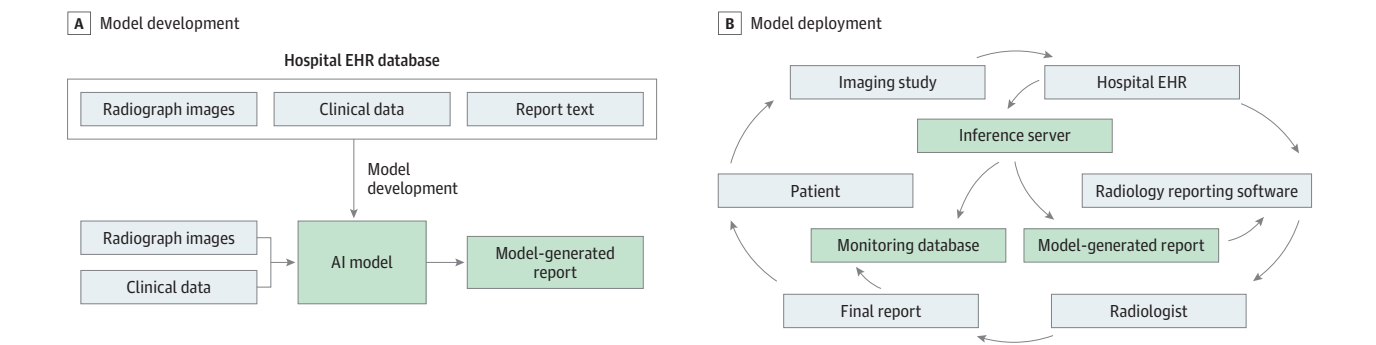 A Model development
Hospital EHR database
Radiograph images
Clinical data
Report text
Model
development
Radiograph images
Clinical data
AI model
Model-generated
report
B Model deployment
Imaging study
Hospital EHR
Inference server
Patient
Radiology reporting software
Monitoring database
Model-generated report
Final report
Radiologist